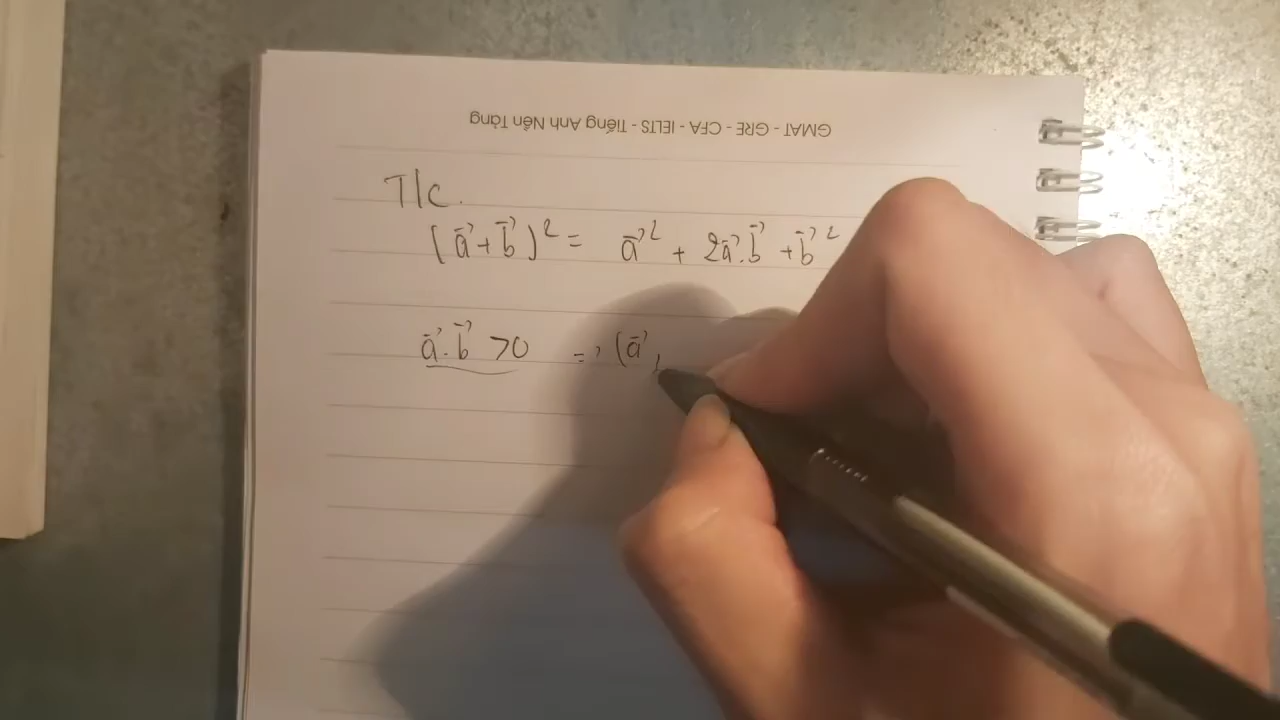 GMAT - GRE - CFA - IELTS - Tiếng Anh Nền Tảng
T/c.
(a⃗+b⃗)² = a⃗² + 2a⃗.b⃗ + b⃗²
a⃗.b⃗ >0 => (a⃗,